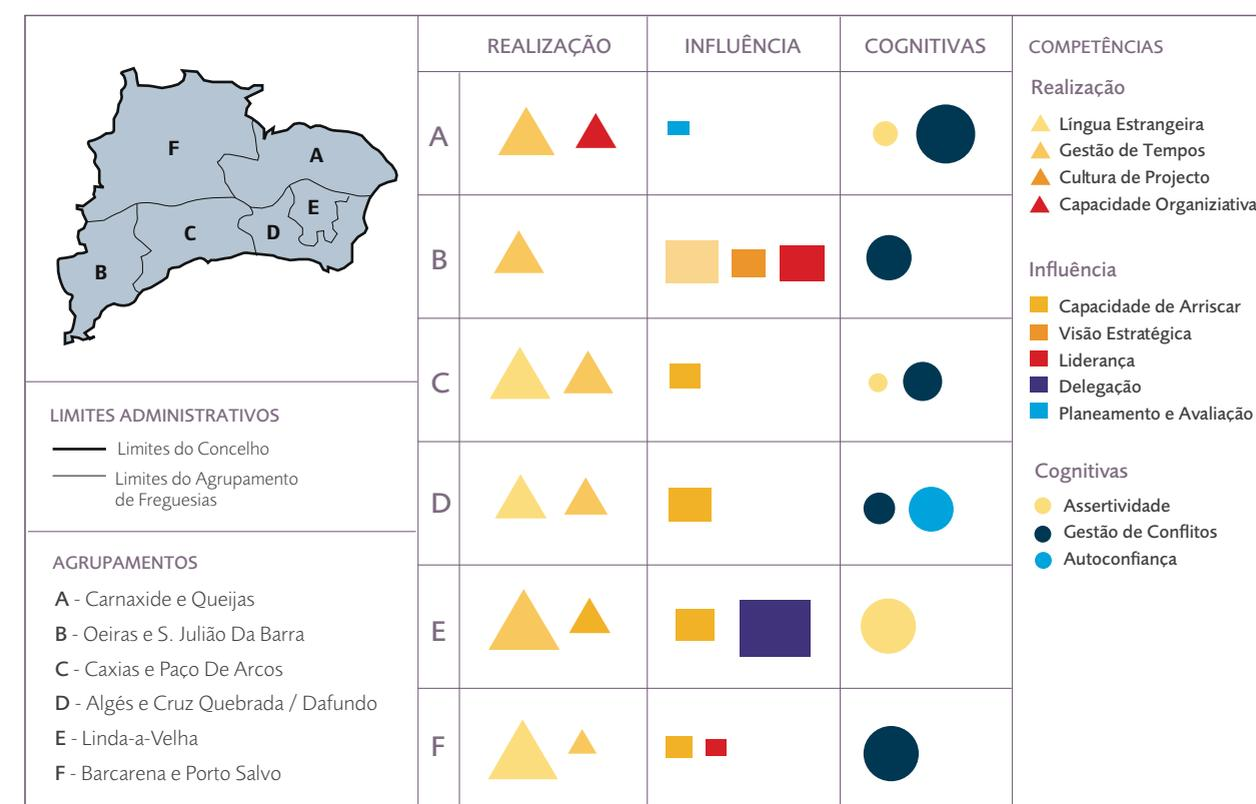 F
A
E
C
D
B
LIMITES ADMINISTRATIVOS
Limites do Concelho
Limites do Agrupamento
de Freguesias
AGRUPAMENTOS
A - Carnaxide e Queijas
B - Oeiras e S. Julião Da Barra
C - Caxias e Paço De Arcos
D - Algés e Cruz Quebrada / Dafundo
E - Linda-a-Velha
F - Barcarena e Porto Salvo
REALIZAÇÃO INFLUÊNCIA COGNITIVAS
A
B
C
D
E
F
COMPETÊNCIAS
Realização
Língua Estrangeira
Gestão de Tempos
Cultura de Projecto
Capacidade Organiziativa
Influência
Capacidade de Arriscar
Visão Estratégica
Liderança
Delegação
Planeamento e Avaliação
Cognitivas
Assertividade
Gestão de Conflitos
Autoconfiança